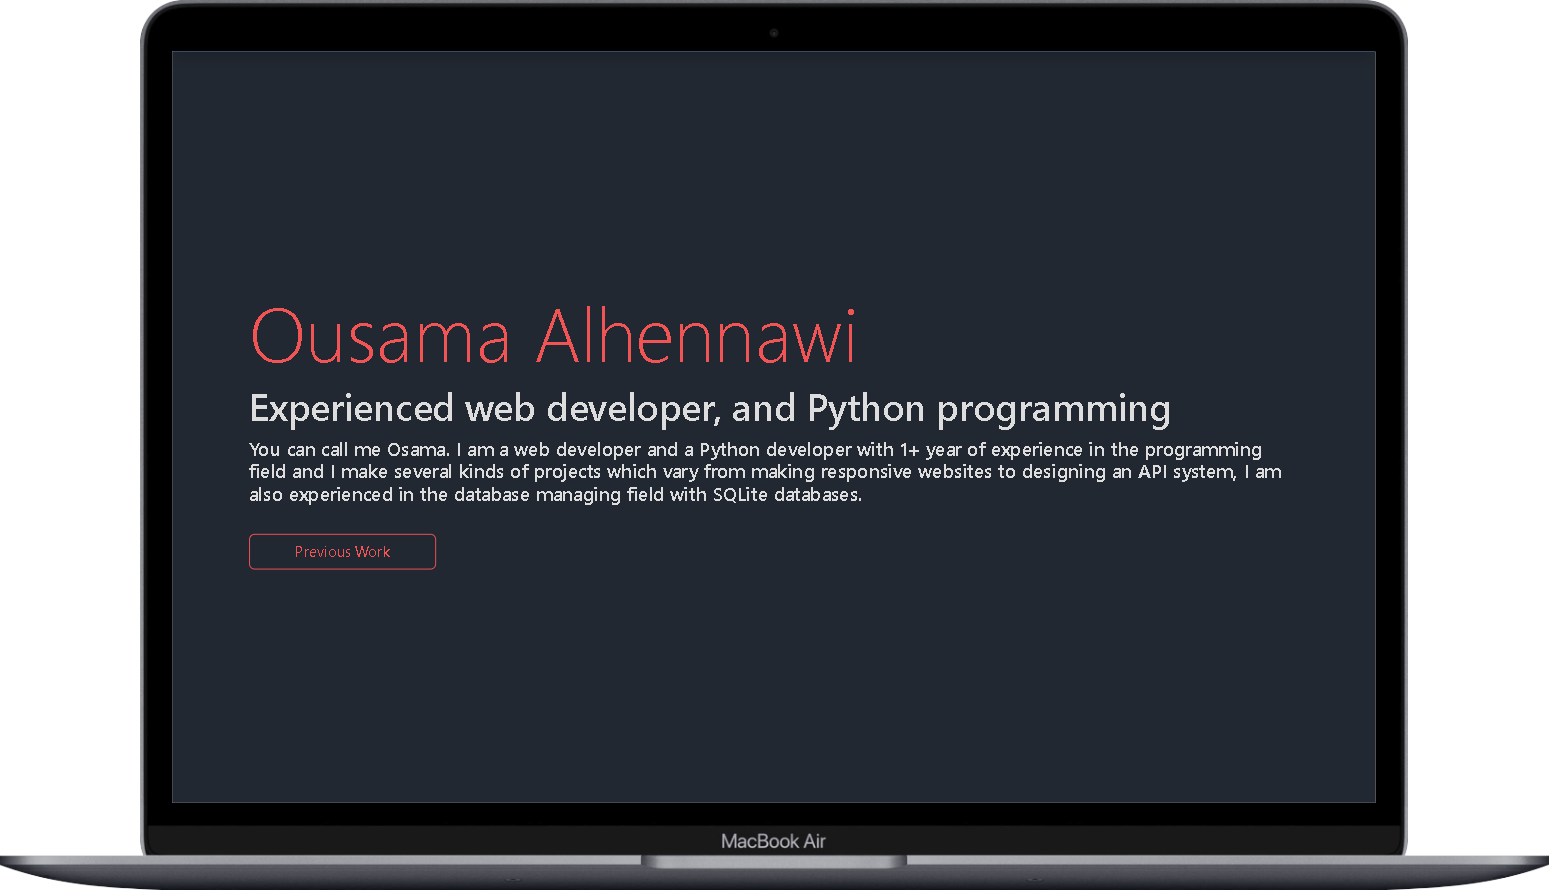 Ousama Alhennawi
Experienced web developer, and Python programming
You can call me Osama. I am a web developer and a Python developer with 1+ year of experience in the programming
field and I make several kinds of projects which vary from making responsive websites to designing an API system, I am
also experienced in the database managing field with SQLite databases.
Previous Work
MacBook Air